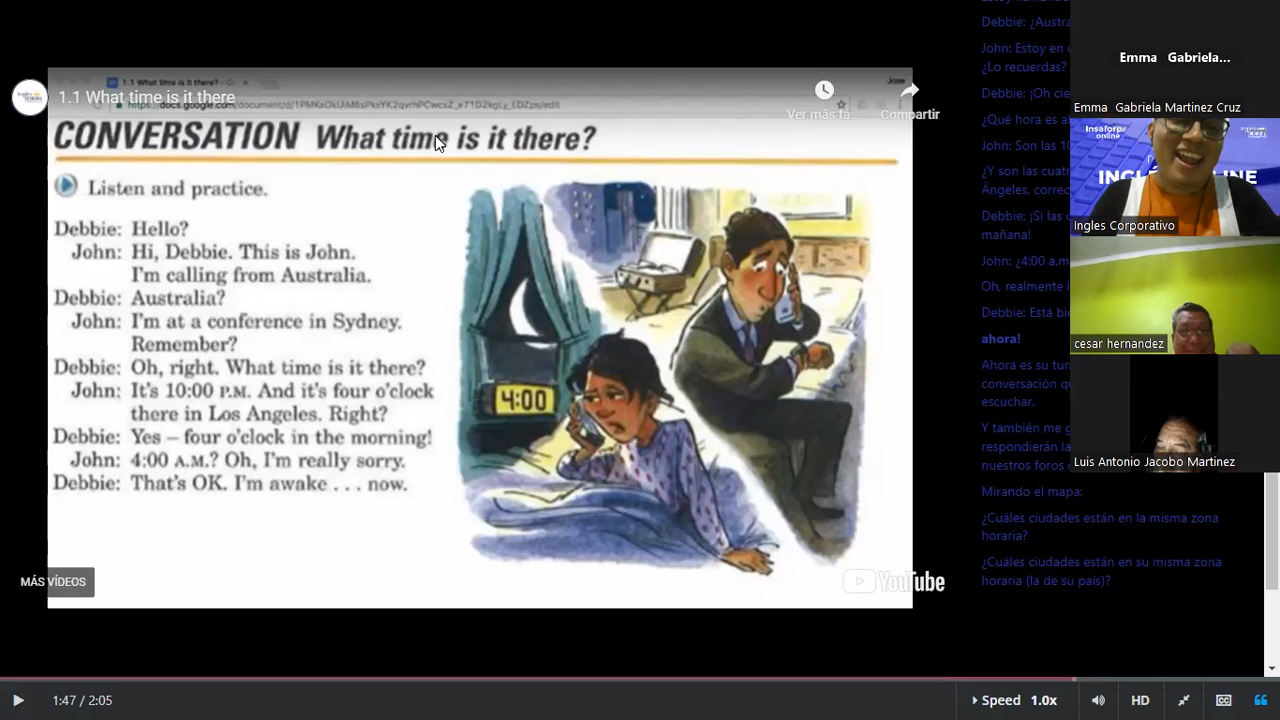 1.1 What time is it there
Ver más ta...
Compartir
CONVERSATION What time is it there?
Listen and practice.
Debbie: Hello?
John: Hi, Debbie. This is John.
I'm calling from Australia.
Debbie: Australia?
John: I'm at a conference in Sydney.
Remember?
Debbie: Oh, right. What time is it there?
John: It's 10:00 P.M. And it's four o'clock
there in Los Angeles. Right?
Debbie: Yes – four o'clock in the morning!
John: 4:00 A.M.? Oh, I'm really sorry.
Debbie: That's OK. I'm awake . . . now.
4:00
MÁS VÍDEOS
YouTube
Debbie: ¿Austra
John: Estoy en u
¿Lo recuerdas?
Debbie: ¡Oh cie
¿Qué hora es a
John: Son las 10
¿Y son las cuat
Ángeles, correc
Debbie: ¡Si las c
mañana!
John: ¿4:00 a.m
Oh, realmente l
Debbie: Está bie
ahora!
Ahora es su tur
conversación qu
escuchar.
Y también me g
respondierán la
nuestros foros
Mirando el mapa:
¿Cuáles ciudades están en la misma zona
horaria?
¿Cuáles ciudades están en su misma zona
horaria (la de su país)?
Emma Gabriela...
Emma Gabriela Martinez Cruz
Insaforp
online
INGL
LINE
Ingles Corporativo
cesar hernandez
Luis Antonio Jacobo Martinez
1:47 / 2:05
Speed 1.0x
HD
CC